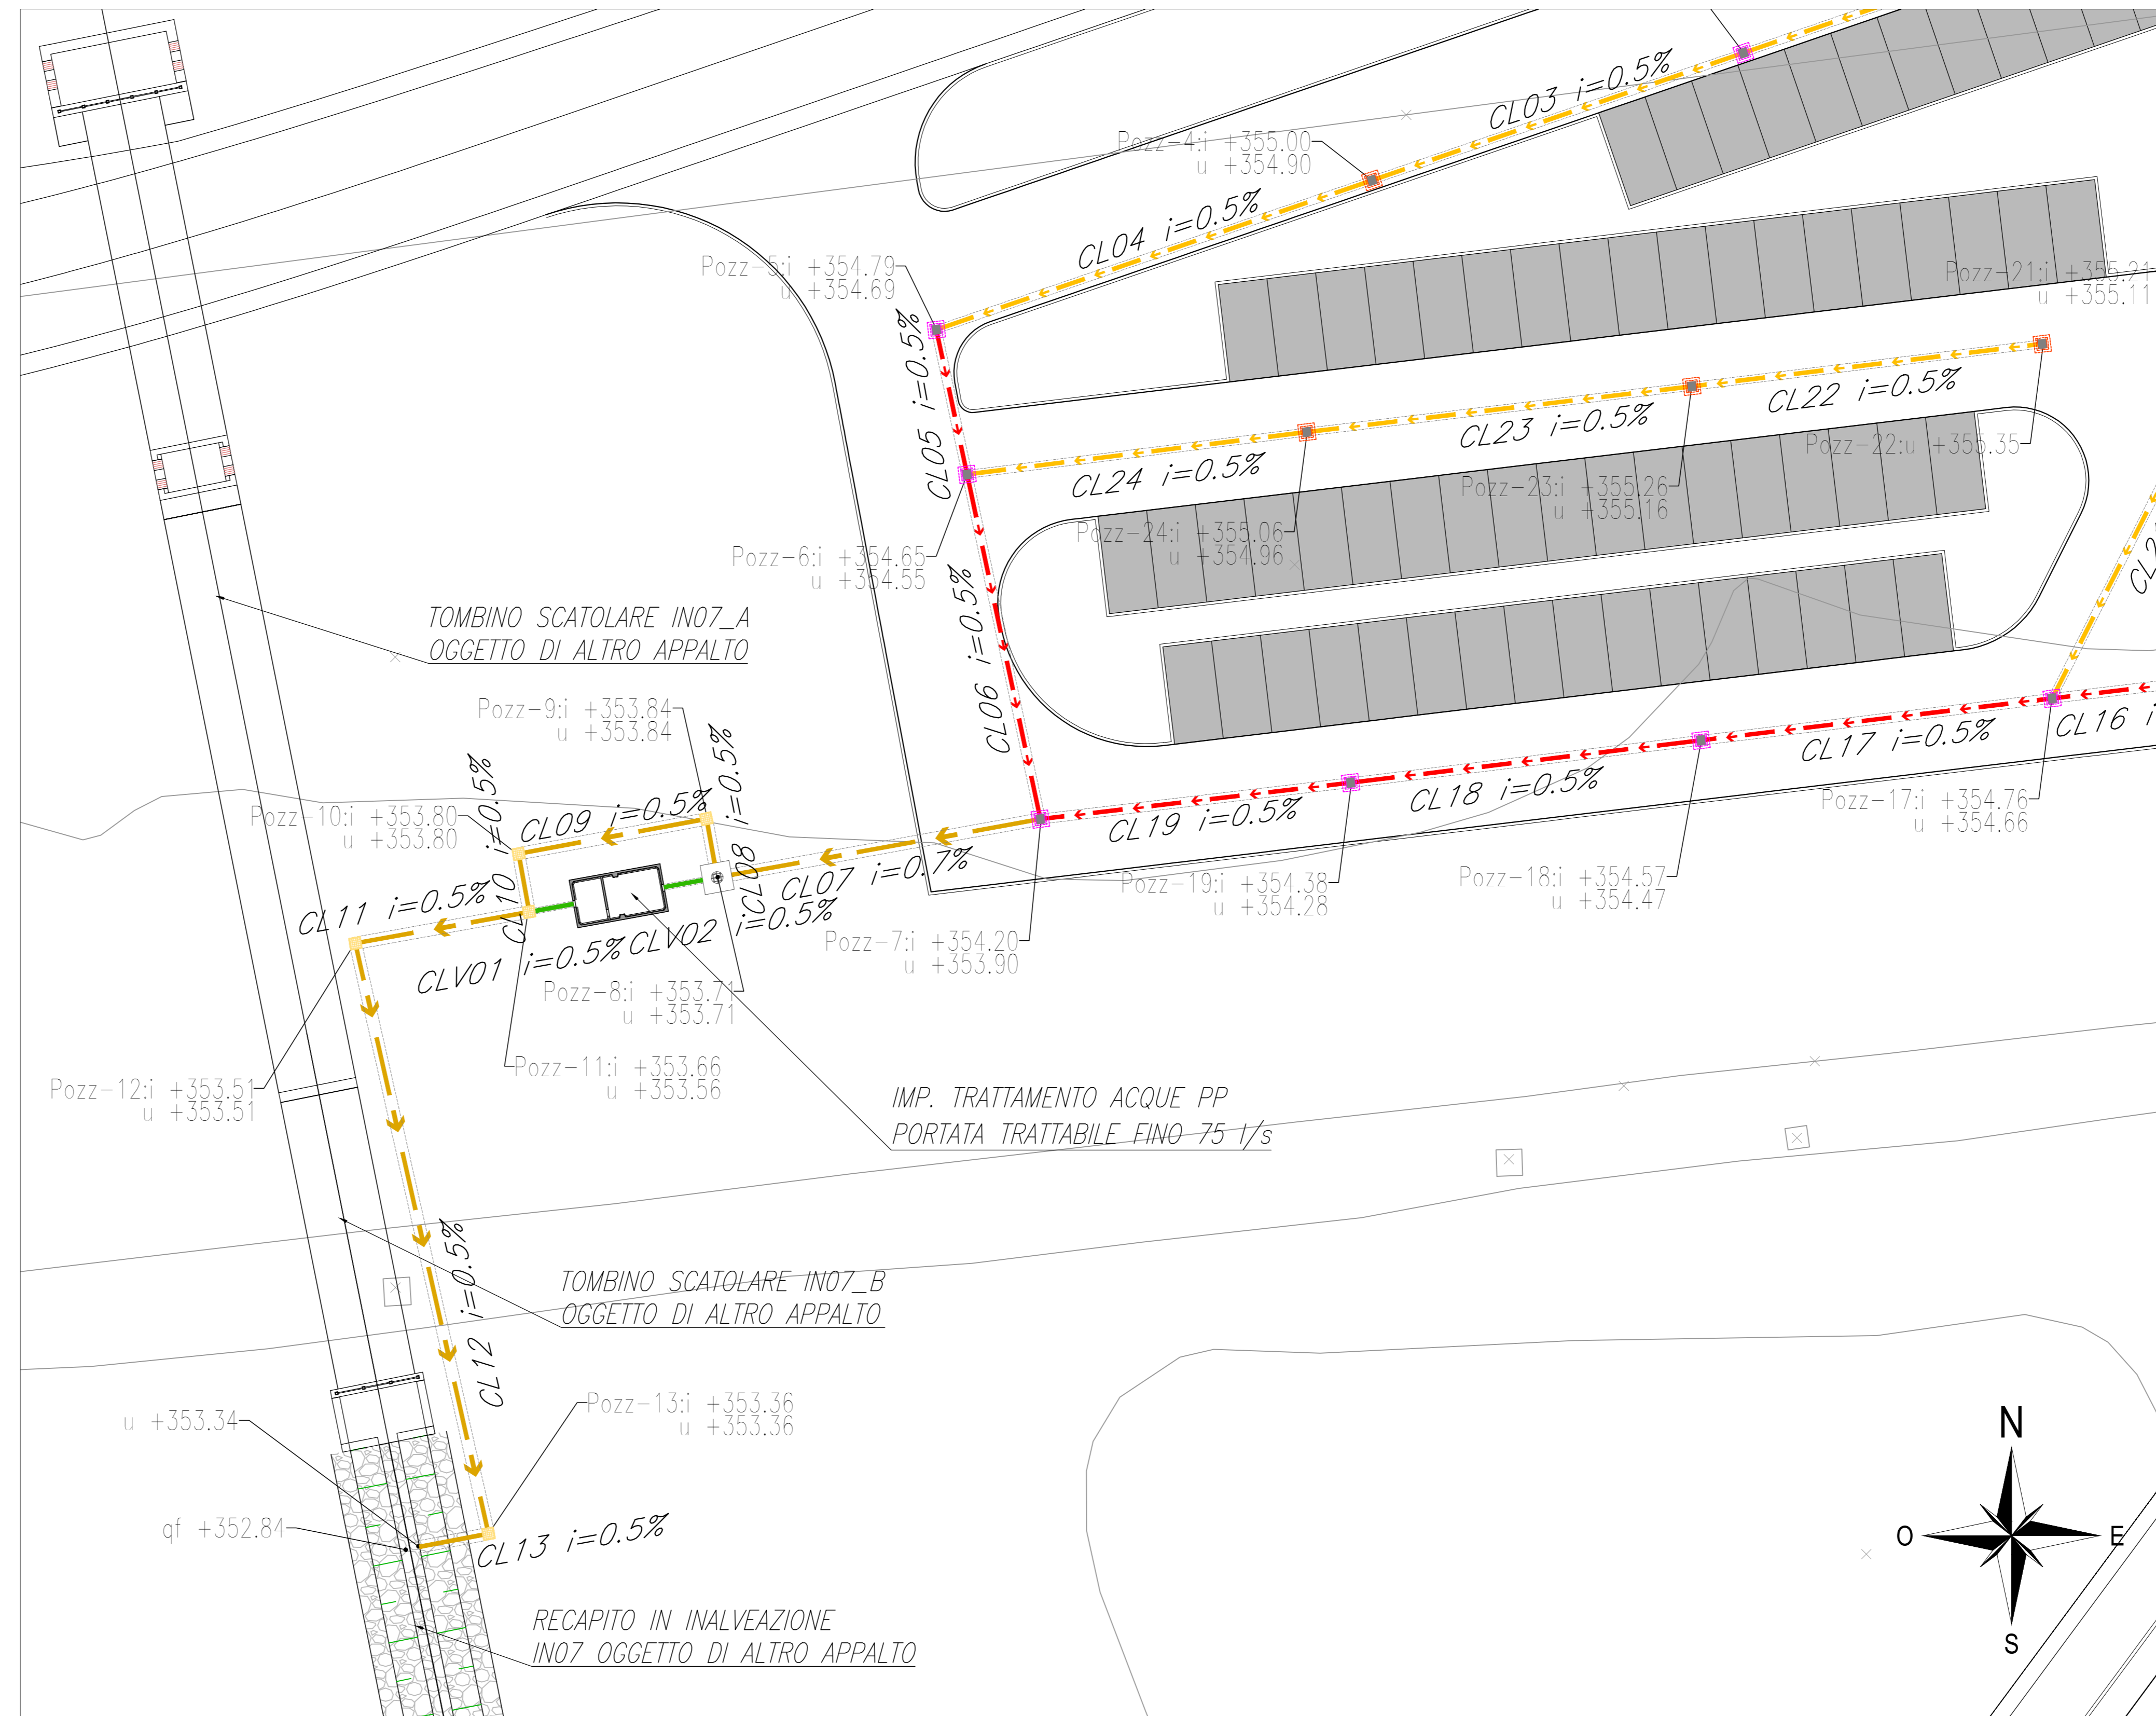 CL03 i=0.5%
Pozz-4:i +355.00
u +354.90
CL04 i=0.5%
Pozz-5:i +354.79
u +354.69
Pozz-21:i +355.21
u +355.11
CL05 i=0.5%
CL22 i=0.5%
CL23 i=0.5%
Pozz-22:u +355.35
CL24 i=0.5%
Pozz-23:i +355.26
u +355.16
Pozz-24:i +355.06
u +354.96
Pozz-6:i +354.65
u +354.55
TOMBINO SCATOLARE IN07_A
OGGETTO DI ALTRO APPALTO
CL06 i=0.5%
CL2
Pozz-9:i +353.84
u +353.84
CL16 i
CL17 i=0.5%
CL18 i=0.5%
CL19 i=0.5%
Pozz-17:i +354.76
u +354.66
Pozz-10:i +353.80
u +353.80
CL09 i=0.5%
CL10 i=0.5%
CL08 i=0.5%
CL07 i=0.7%
CL11 i=0.5%
Pozz-19:i +354.38
u +354.28
Pozz-18:i +354.57
u +354.47
CLV01 i=0.5%
CLV02 i=0.5%
Pozz-7:i +354.20
u +353.90
Pozz-8:i +353.71
u +353.71
Pozz-11:i +353.66
u +353.56
Pozz-12:i +353.51
u +353.51
IMP. TRATTAMENTO ACQUE PP
PORTATA TRATTABILE FINO 75 l/s
CL12 i=0.5%
TOMBINO SCATOLARE IN07_B
OGGETTO DI ALTRO APPALTO
Pozz-13:i +353.36
u +353.36
u +353.34
qf +352.84
CL13 i=0.5%
RECAPITO IN INALVEAZIONE
IN07 OGGETTO DI ALTRO APPALTO
N
O
E
S